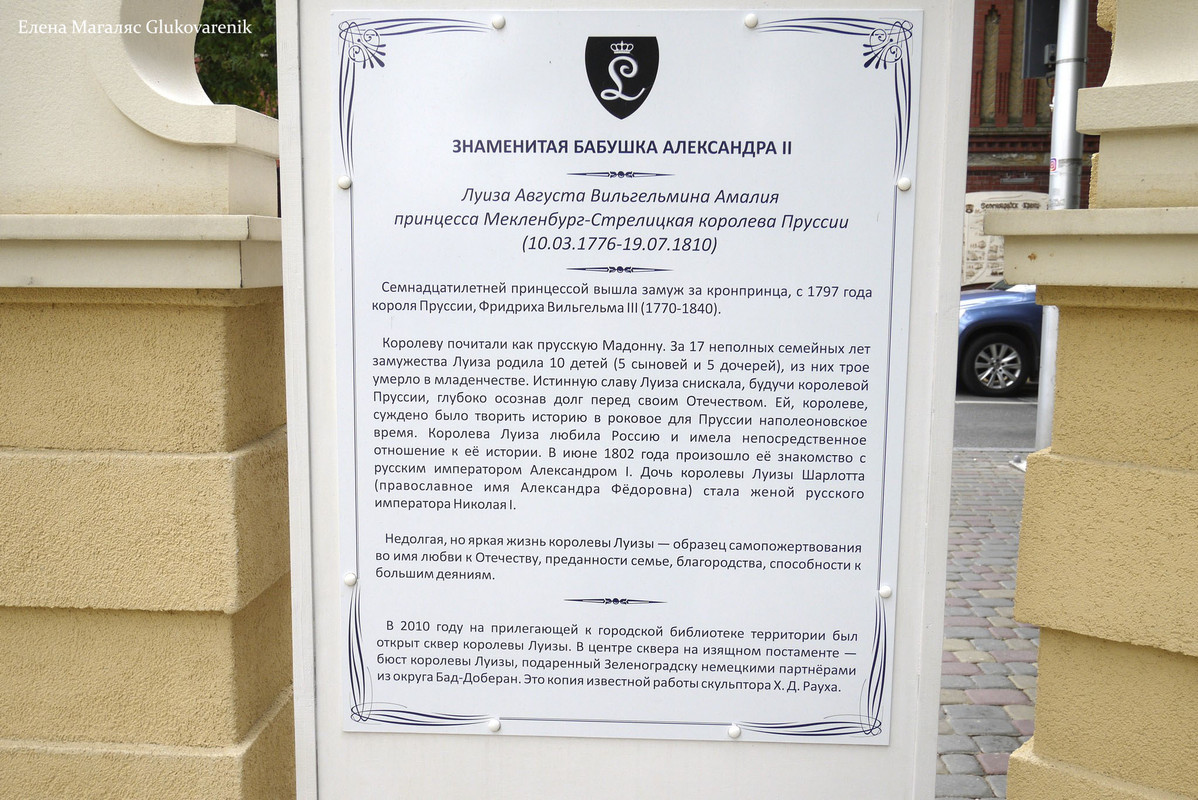 Елена Магаляс Glukovarenik
ЗНАМЕНИТАЯ БАБУШКА АЛЕКСАНДРА II
Луиза Августа Вильгельмина Амалия
принцесса Мекленбург-Стрелицкая королева Пруссии
(10.03.1776-19.07.1810)
Семнадцатилетней принцессой вышла замуж за кронпринца, с 1797 года
короля Пруссии, Фридриха Вильгельма III (1770-1840).
Королеву почитали как прусскую Мадонну. За 17 неполных семейных лет
замужества Луиза родила 10 детей (5 сыновей и 5 дочерей), из них трое
умерло в младенчестве. Истинную славу Луиза снискала, будучи королевой
Пруссии, глубоко осознав долг перед своим Отечеством. Ей, королеве,
суждено было творить историю в роковое для Пруссии наполеоновское
время. Королева Луиза любила Россию и имела непосредственное
отношение к её истории. В июне 1802 года произошло её знакомство с
русским императором Александром I. Дочь королевы Луизы Шарлотта
(православное имя Александра Фёдоровна) стала женой русского
императора Николая I.
Недолгая, но яркая жизнь королевы Луизы — образец самопожертвования
во имя любви к Отечеству, преданности семье, благородства, способности к
большим деяниям.
В 2010 году на прилегающей к городской библиотеке территории был
открыт сквер королевы Луизы. В центре сквера на изящном постаменте —
бюст королевы Луизы, подаренный Зеленоградску немецкими партнёрами
из округа Бад-Доберан. Это копия известной работы скульптора Х. Д. Рауха.